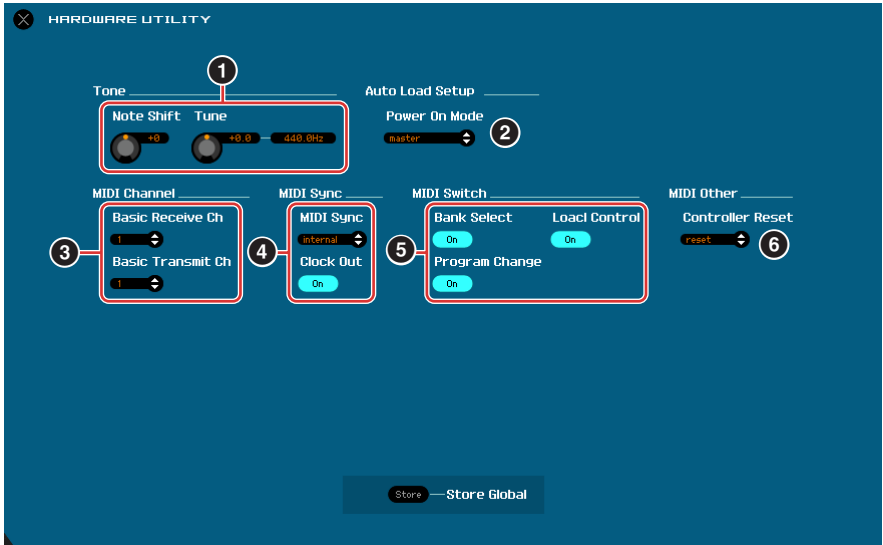 HARDWARE UTILITY
1
Tone
Auto Load Setup
Note Shift Tune
Power On Mode
+0 +0.0 440.0Hz
master
2
MIDI Channel
MIDI Sync
MIDI Switch
MIDI Other
Basic Receive Ch
MIDI Sync
Bank Select
Loacl Control
Controller Reset
1
internal
On
On
reset
3
4
5
6
Basic Transmit Ch
Clock Out
Program Change
1
On
On
Store
Store Global